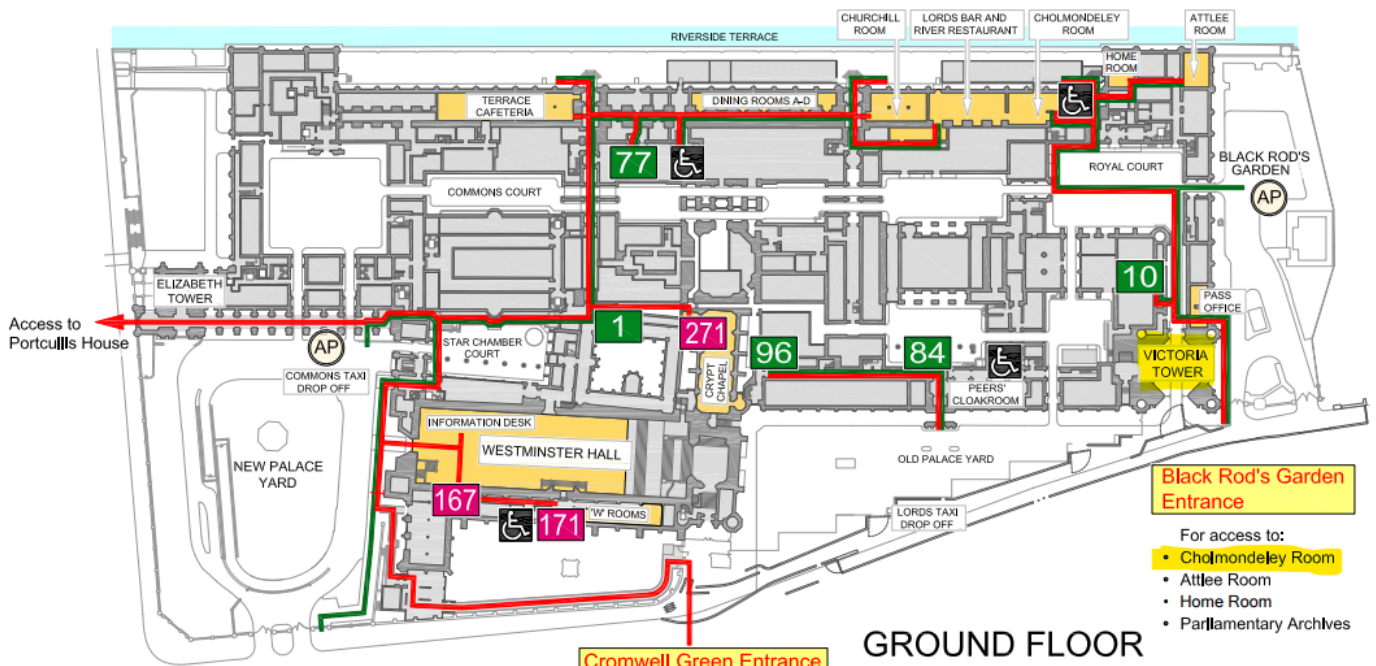 RIVERSIDE TERRACE
CHURCHILL
ROOM
LORDS BAR AND
RIVER RESTAURANT
CHOLMONDELEY
ROOM
ATTLEE
ROOM
HOME
ROOM
TERRACE
CAFETERIA
DINING ROOMS A-D
77
COMMONS COURT
ROYAL COURT
BLACK ROD'S
GARDEN
AP
ELIZABETH
TOWER
10
PASS
OFFICE
Access to
Portcullis House
AP
COMMONS TAXI
DROP OFF
STAR CHAMBER
COURT
1
271
CRYPT
CHAPEL
96
84
PEERS'
CLOAKROOM
VICTORIA
TOWER
INFORMATION DESK
WESTMINSTER HALL
NEW PALACE
YARD
167
171
'W' ROOMS
OLD PALACE YARD
LORDS TAXI
DROP OFF
Black Rod's Garden
Entrance
For access to:
• Cholmondeley Room
• Attlee Room
• Home Room
• Parliamentary Archives
GROUND FLOOR
Cromwell Green Entrance